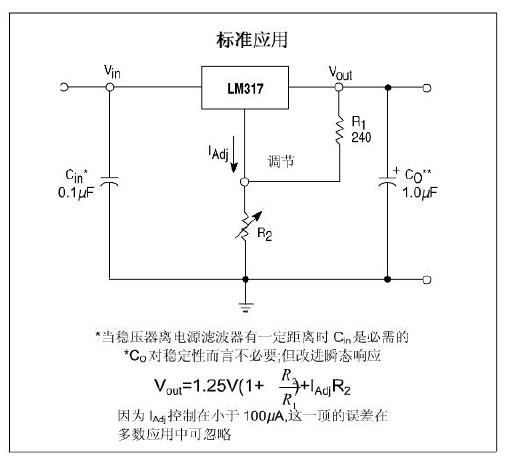 标准应用
Vin
LM317
Vout
R1
240
IAdj
调节
Cin*
0.1μF
+ CO**
1.0μF
R2
*当稳压器离电源滤波器有一定距离时 Cin是必需的
*CO对稳定性而言不必要;但改进瞬态响应
Vout=1.25V(1+ R2/R1)+IAdjR2
因为 IAdj控制在小于 100μA,这一顶的误差在
多数应用中可忽略